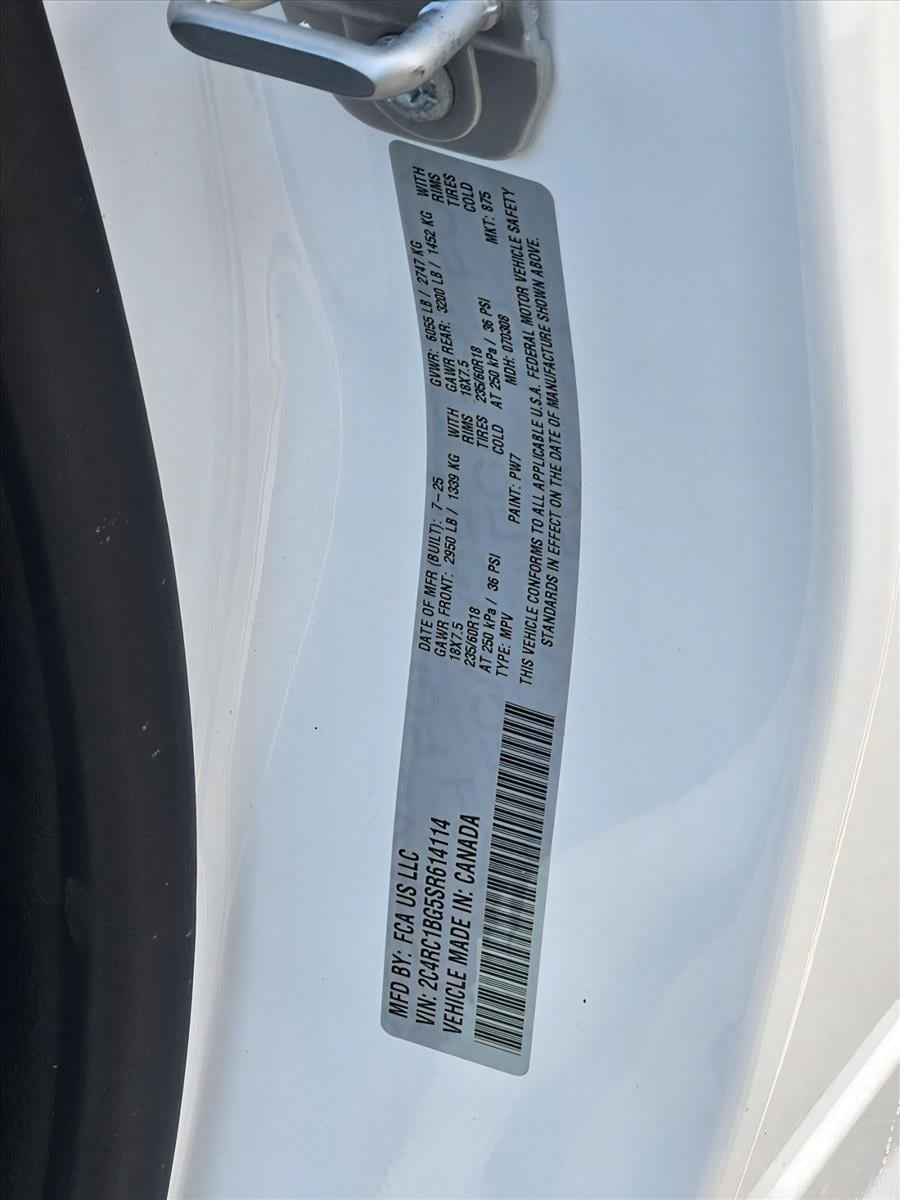 MFD BY: FCA US LLC
VIN: 2C4RC1BG5SR614114
VEHICLE MADE IN: CANADA
DATE OF MFR (BUILT): 7-25 GVWR: 6055 LB / 2747 KG
GAWR FRONT: 2950 LB / 1339 KG WITH GAWR REAR: 3200 LB / 1452 KG WITH
18X7.5 RIMS 18X7.5 RIMS
235/60R18 TIRES 235/60R18 TIRES
AT 250 kPa / 36 PSI COLD AT 250 kPa / 36 PSI COLD
TYPE: MPV PAINT: PW7 MDH: 070308 MKT: 875
THIS VEHICLE CONFORMS TO ALL APPLICABLE U.S.A. FEDERAL MOTOR VEHICLE SAFETY
STANDARDS IN EFFECT ON THE DATE OF MANUFACTURE SHOWN ABOVE.